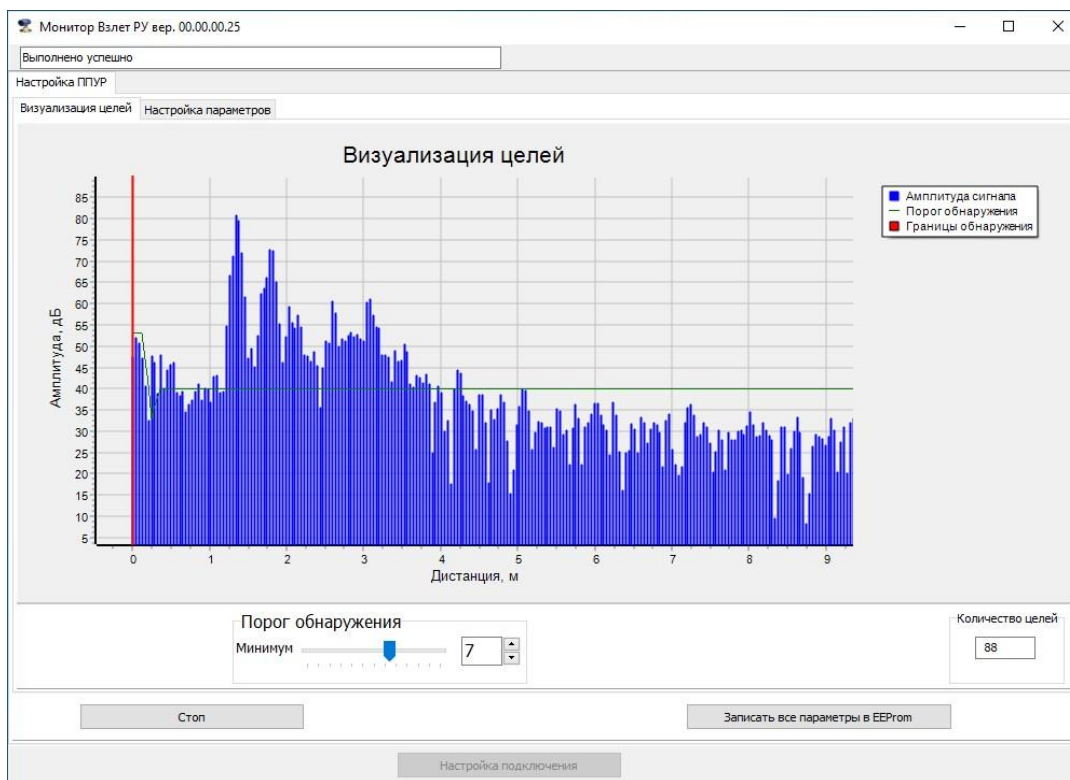 Монитор Взлет РУ вер. 00.00.00.25
Выполнено успешно
Настройка ППУР
Визуализация целей Настройка параметров
Визуализация целей
Амплитуда сигнала
Порог обнаружения
Границы обнаружения
Амплитуда, дБ
85
80
75
70
65
60
55
50
45
40
35
30
25
20
15
10
5
0 1 2 3 4 5 6 7 8 9
Дистанция, м
Порог обнаружения
Минимум 7
Количество целей
88
Стоп Записать все параметры в EEProm
Настройка подключения